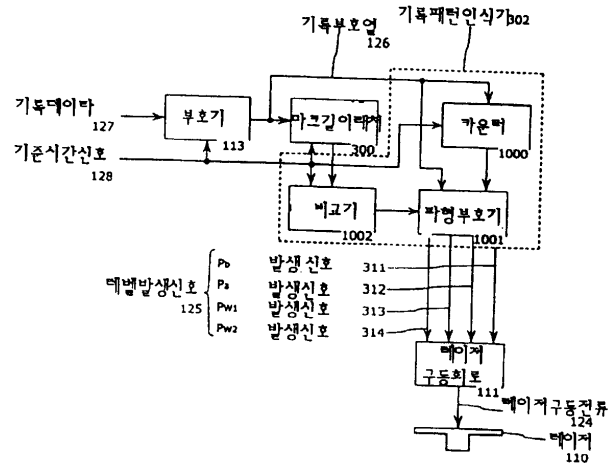 기록부호열
126
기록패턴인식기 302
기록데이타
127
부호기
113
마크길이래처
300
카운터
1000
기준시간신호
128
비교기
1002
파형부호기
1001
레벨발생신호
125
Pb 발생신호 311
Pa 발생신호 312
Pw1 발생신호 313
Pw2 발생신호 314
레이저
구동회로
111
레이저구동전류
124
레이저
110